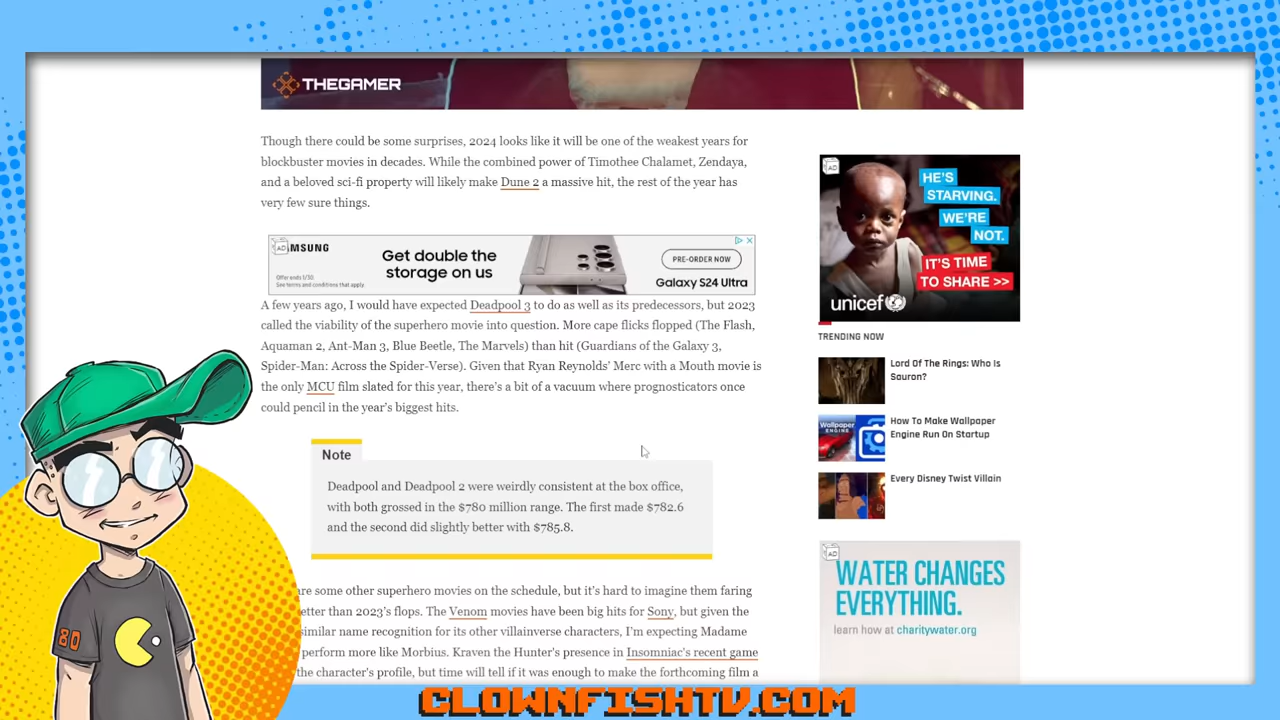 THEGAMER
Though there could be some surprises, 2024 looks like it will be one of the weakest years for
blockbuster movies in decades. While the combined power of Timothee Chalamet, Zendaya,
and a beloved sci-fi property will likely make Dune 2 a massive hit, the rest of the year has
very few sure things.
AD
MSUNG
Get double the
storage on us
Offer ends 1/30.
See terms and conditions that apply.
PRE-ORDER NOW
Galaxy S24 Ultra
A few years ago, I would have expected Deadpool 3 to do as well as its predecessors, but 2023
called the viability of the superhero movie into question. More cape flicks flopped (The Flash,
Aquaman 2, Ant-Man 3, Blue Beetle, The Marvels) than hit (Guardians of the Galaxy 3,
Spider-Man: Across the Spider-Verse). Given that Ryan Reynolds' Merc with a Mouth movie is
the only MCU film slated for this year, there's a bit of a vacuum where prognosticators once
could pencil in the year's biggest hits.
Note
Deadpool and Deadpool 2 were weirdly consistent at the box office,
with both grossed in the $780 million range. The first made $782.6
and the second did slightly better with $785.8.
are some other superhero movies on the schedule, but it's hard to imagine them faring
etter than 2023's flops. The Venom movies have been big hits for Sony, but given the
similar name recognition for its other villainverse characters, I'm expecting Madame
perform more like Morbius. Kraven the Hunter's presence in Insomniac's recent game
the character's profile, but time will tell if it was enough to make the forthcoming film a
AD
HE'S
STARVING.
WE'RE
NOT.
IT'S TIME
TO SHARE >>
unicef
TRENDING NOW
Lord Of The Rings: Who Is
Sauron?
Wallpaper
ENGINE
How To Make Wallpaper
Engine Run On Startup
Every Disney Twist Villain
AD
WATER CHANGES
EVERYTHING.
learn how at charitywater.org
80
CLOWNFISHTV.COM